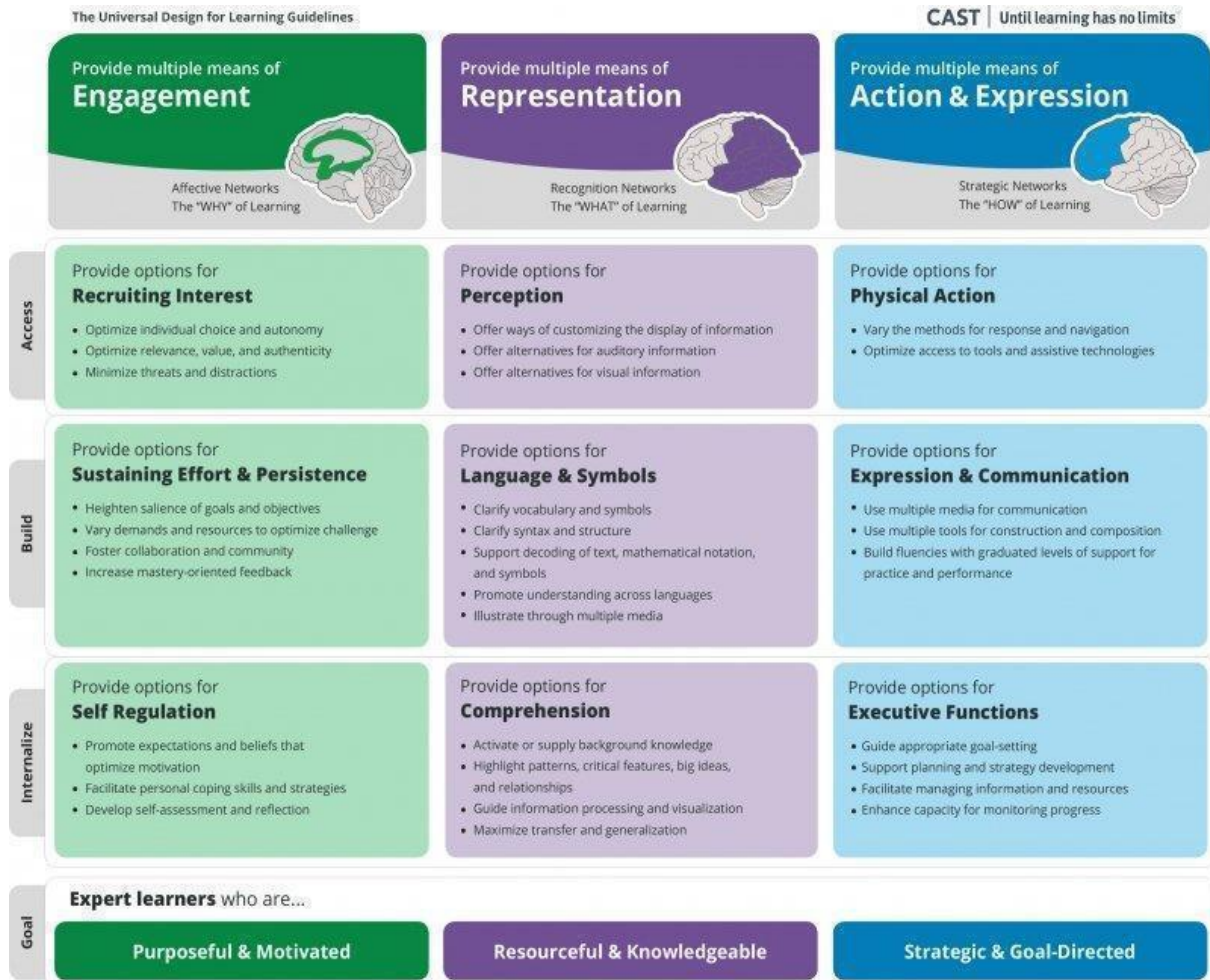 The Universal Design for Learning Guidelines
CAST | Until learning has no limits
Provide multiple means of
Engagement
Affective Networks
The "WHY" of Learning
Provide multiple means of
Representation
Recognition Networks
The "WHAT" of Learning
Provide multiple means of
Action & Expression
Strategic Networks
The "HOW" of Learning
Access
Provide options for
Recruiting Interest
• Optimize individual choice and autonomy
• Optimize relevance, value, and authenticity
• Minimize threats and distractions
Provide options for
Perception
• Offer ways of customizing the display of information
• Offer alternatives for auditory information
• Offer alternatives for visual information
Provide options for
Physical Action
• Vary the methods for response and navigation
• Optimize access to tools and assistive technologies
Build
Provide options for
Sustaining Effort & Persistence
• Heighten salience of goals and objectives
• Vary demands and resources to optimize challenge
• Foster collaboration and community
• Increase mastery-oriented feedback
Provide options for
Language & Symbols
• Clarify vocabulary and symbols
• Clarify syntax and structure
• Support decoding of text, mathematical notation,
and symbols
• Promote understanding across languages
• Illustrate through multiple media
Provide options for
Expression & Communication
• Use multiple media for communication
• Use multiple tools for construction and composition
• Build fluencies with graduated levels of support for
practice and performance
Internalize
Provide options for
Self Regulation
• Promote expectations and beliefs that
optimize motivation
• Facilitate personal coping skills and strategies
• Develop self-assessment and reflection
Provide options for
Comprehension
• Activate or supply background knowledge
• Highlight patterns, critical features, big ideas,
and relationships
• Guide information processing and visualization
• Maximize transfer and generalization
Provide options for
Executive Functions
• Guide appropriate goal-setting
• Support planning and strategy development
• Facilitate managing information and resources
• Enhance capacity for monitoring progress
Goal
Expert learners who are...
Purposeful & Motivated
Resourceful & Knowledgeable
Strategic & Goal-Directed